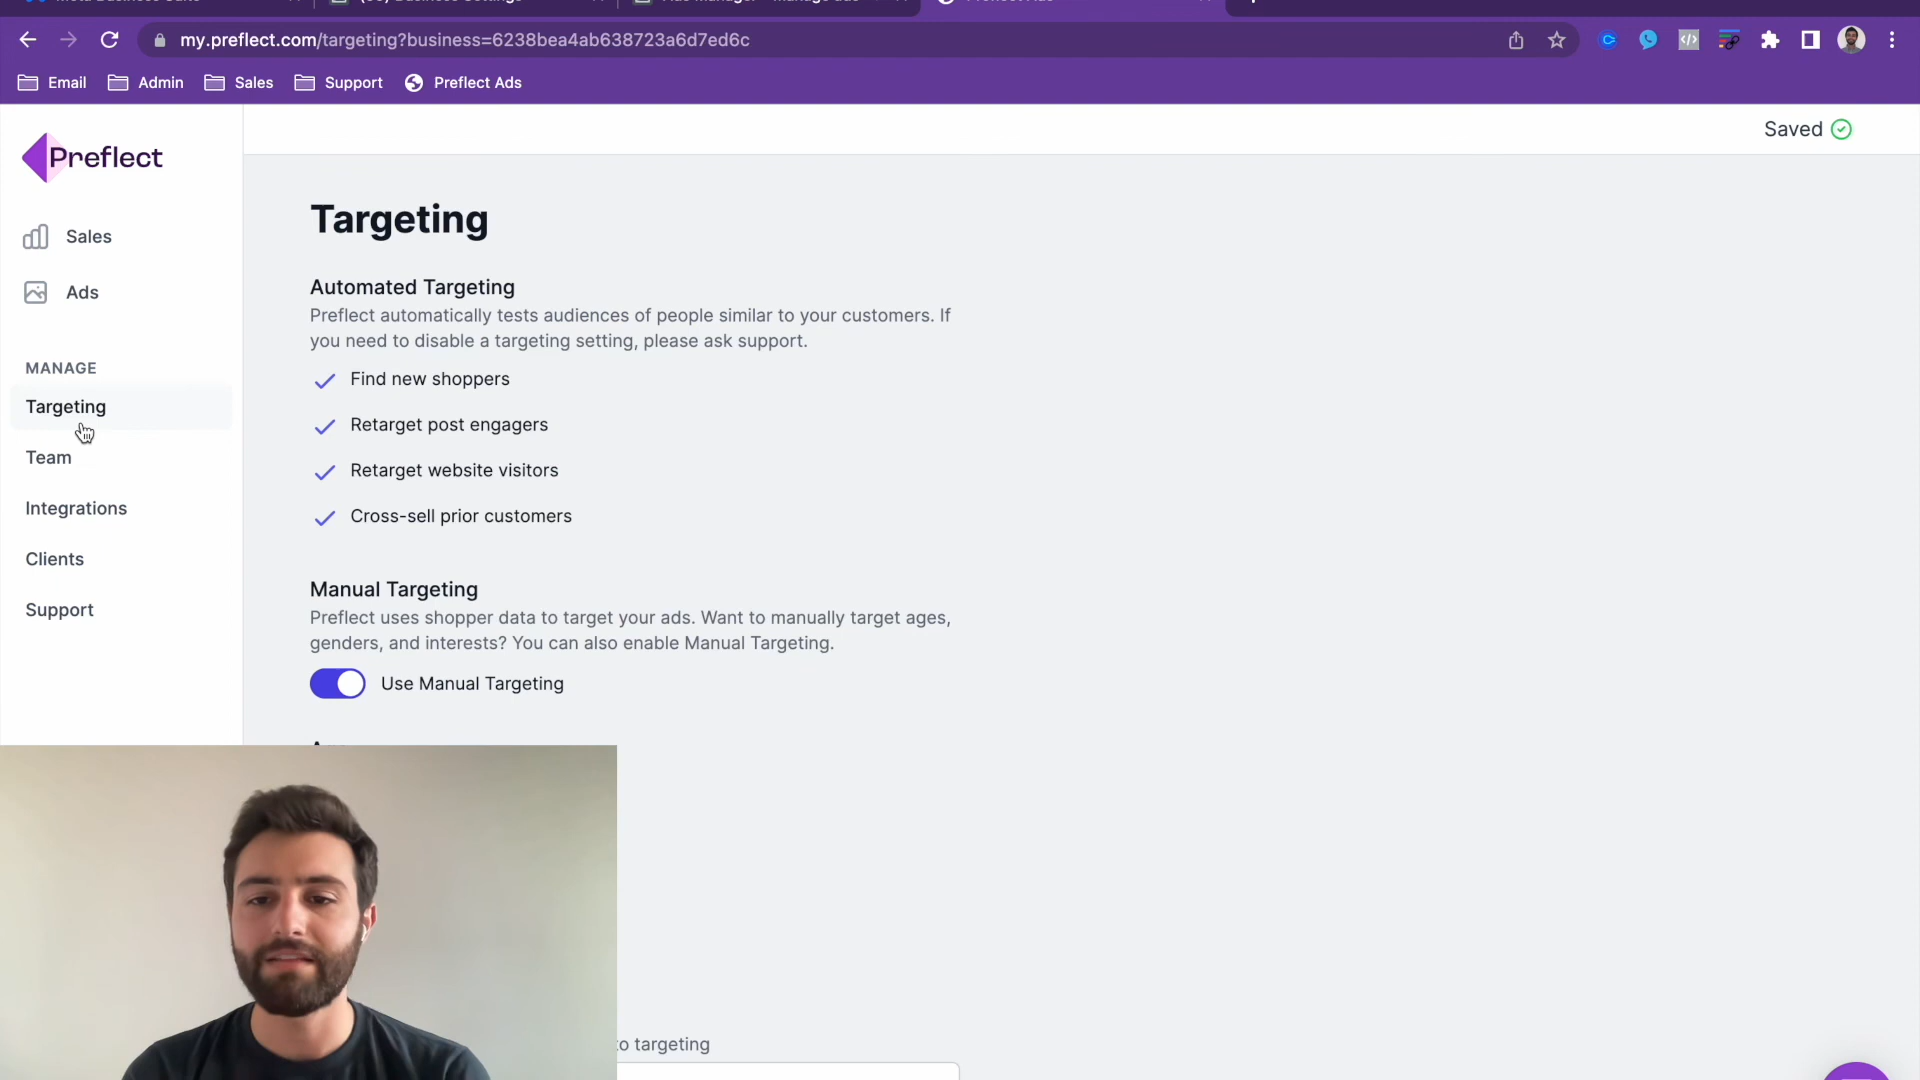 my.preflect.com/targeting?business=6238bea4ab638723a6d7ed6c
Email Admin Sales Support Preflect Ads
Preflect
Saved
Sales
Ads
MANAGE
Targeting
Team
Integrations
Clients
Support
Targeting
Automated Targeting
Preflect automatically tests audiences of people similar to your customers. If
you need to disable a targeting setting, please ask support.
Find new shoppers
Retarget post engagers
Retarget website visitors
Cross-sell prior customers
Manual Targeting
Preflect uses shopper data to target your ads. Want to manually target ages,
genders, and interests? You can also enable Manual Targeting.
Use Manual Targeting
to targeting